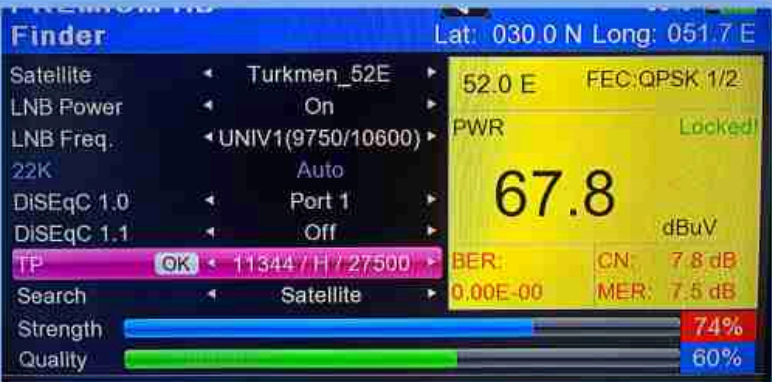 PREMIUM HD
Finder
Lat: 030.0 N Long: 051.7 E
Satellite Turkmen_52E
LNB Power On
LNB Freq. UNIV1(9750/10600)
22K Auto
DiSEqC 1.0 Port 1
DiSEqC 1.1 Off
TP OK 11344 / H / 27500
Search Satellite
52.0 E FEC:QPSK 1/2
PWR Locked!
67.8
dBuV
BER: CN: 7.8 dB
0.00E-00 MER: 7.5 dB
Strength 74%
Quality 60%